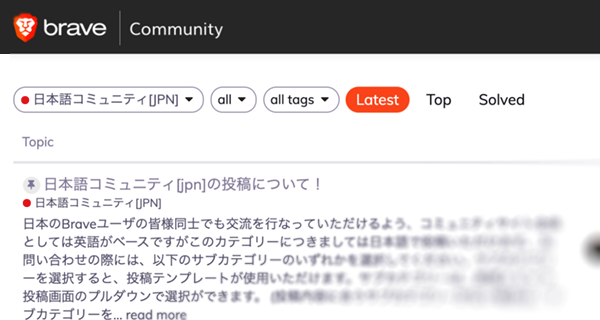 brave Community
日本語コミュニティ[JPN] all all tags Latest Top Solved
Topic
日本語コミュニティ[jpn]の投稿について！
日本語コミュニティ[JPN]
日本のBraveユーザの皆様同士でも交流を行なっていただけるよう、
としては英語がベースですがこのカテゴリーにつきましては日本語で
問い合わせの際には、以下のサブカテゴリーのいずれかを選択
ーを選択すると、投稿テンプレートが使用いただけます。
投稿画面のプルダウンで選択ができます。
ブカテゴリーを... read more